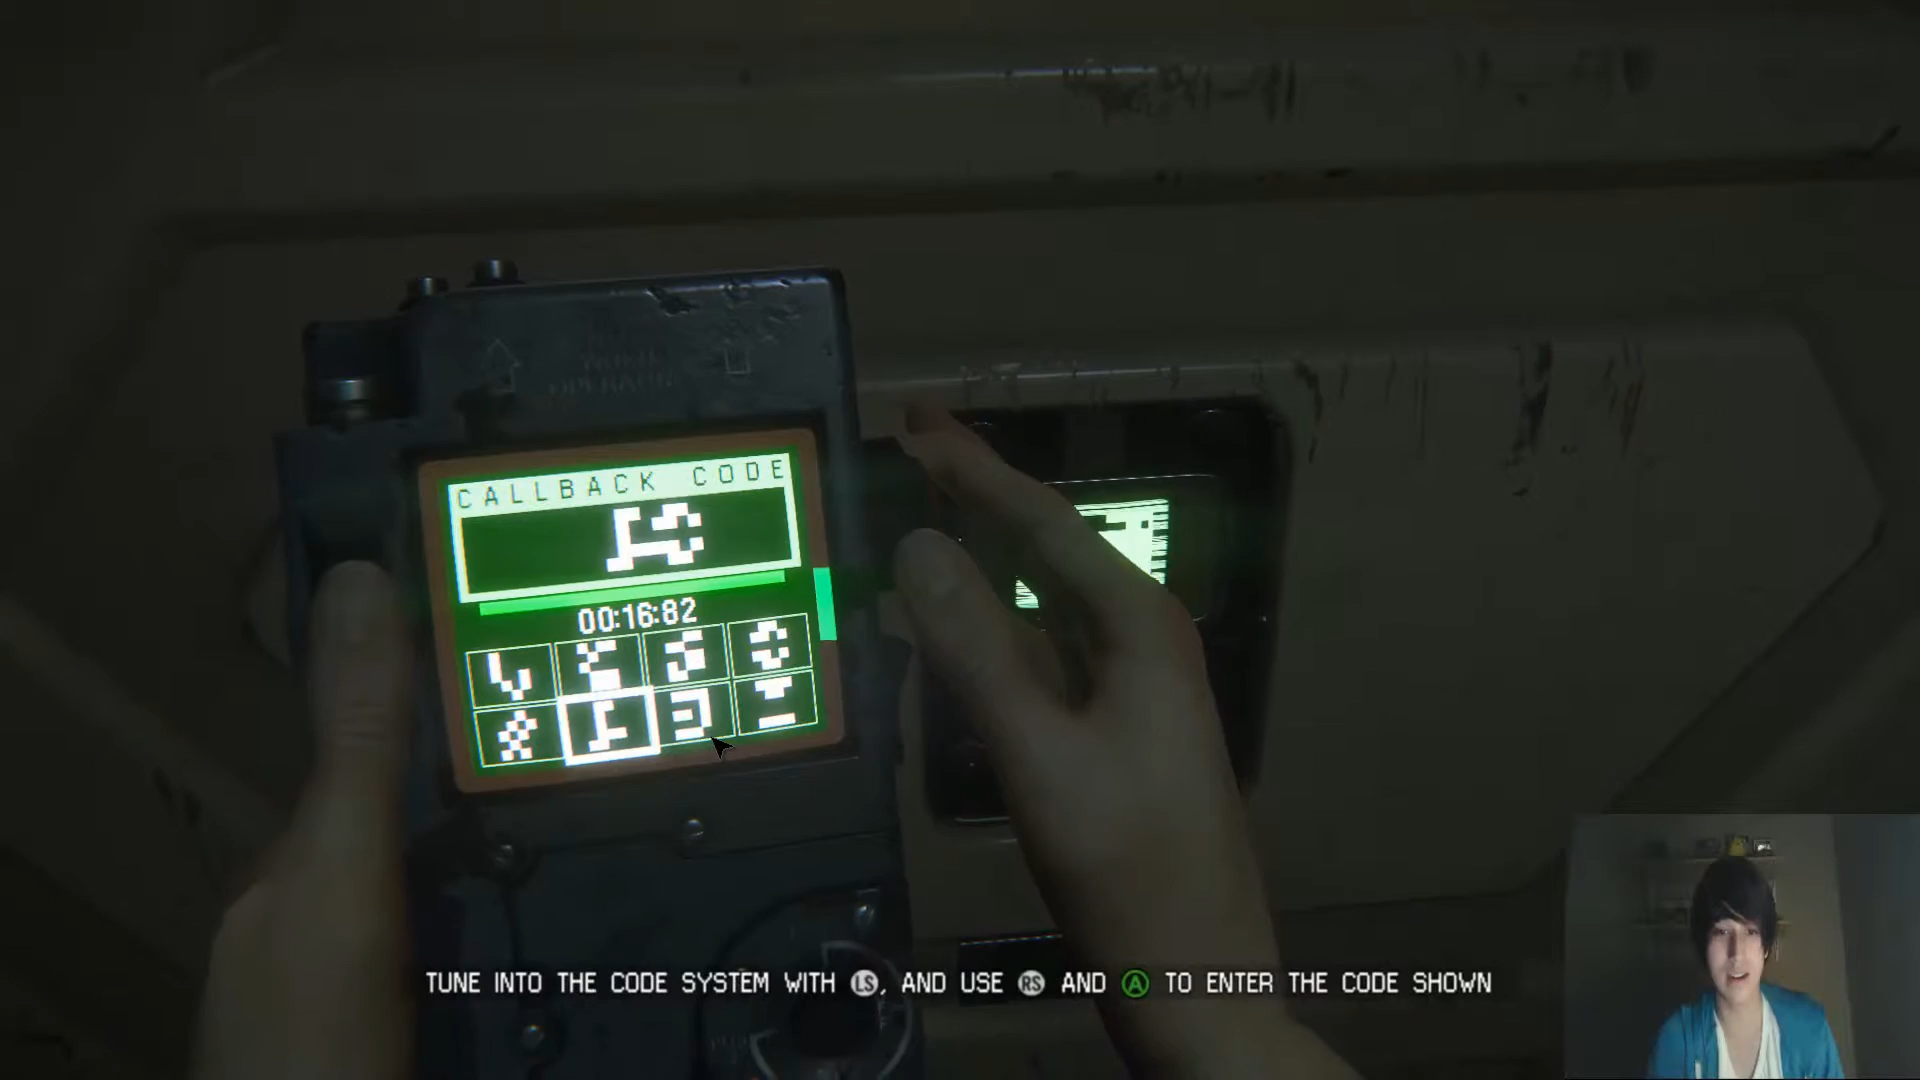 CALLBACK CODE
00:16:82
TUNE INTO THE CODE SYSTEM WITH LS, AND USE RS AND A TO ENTER THE CODE SHOWN